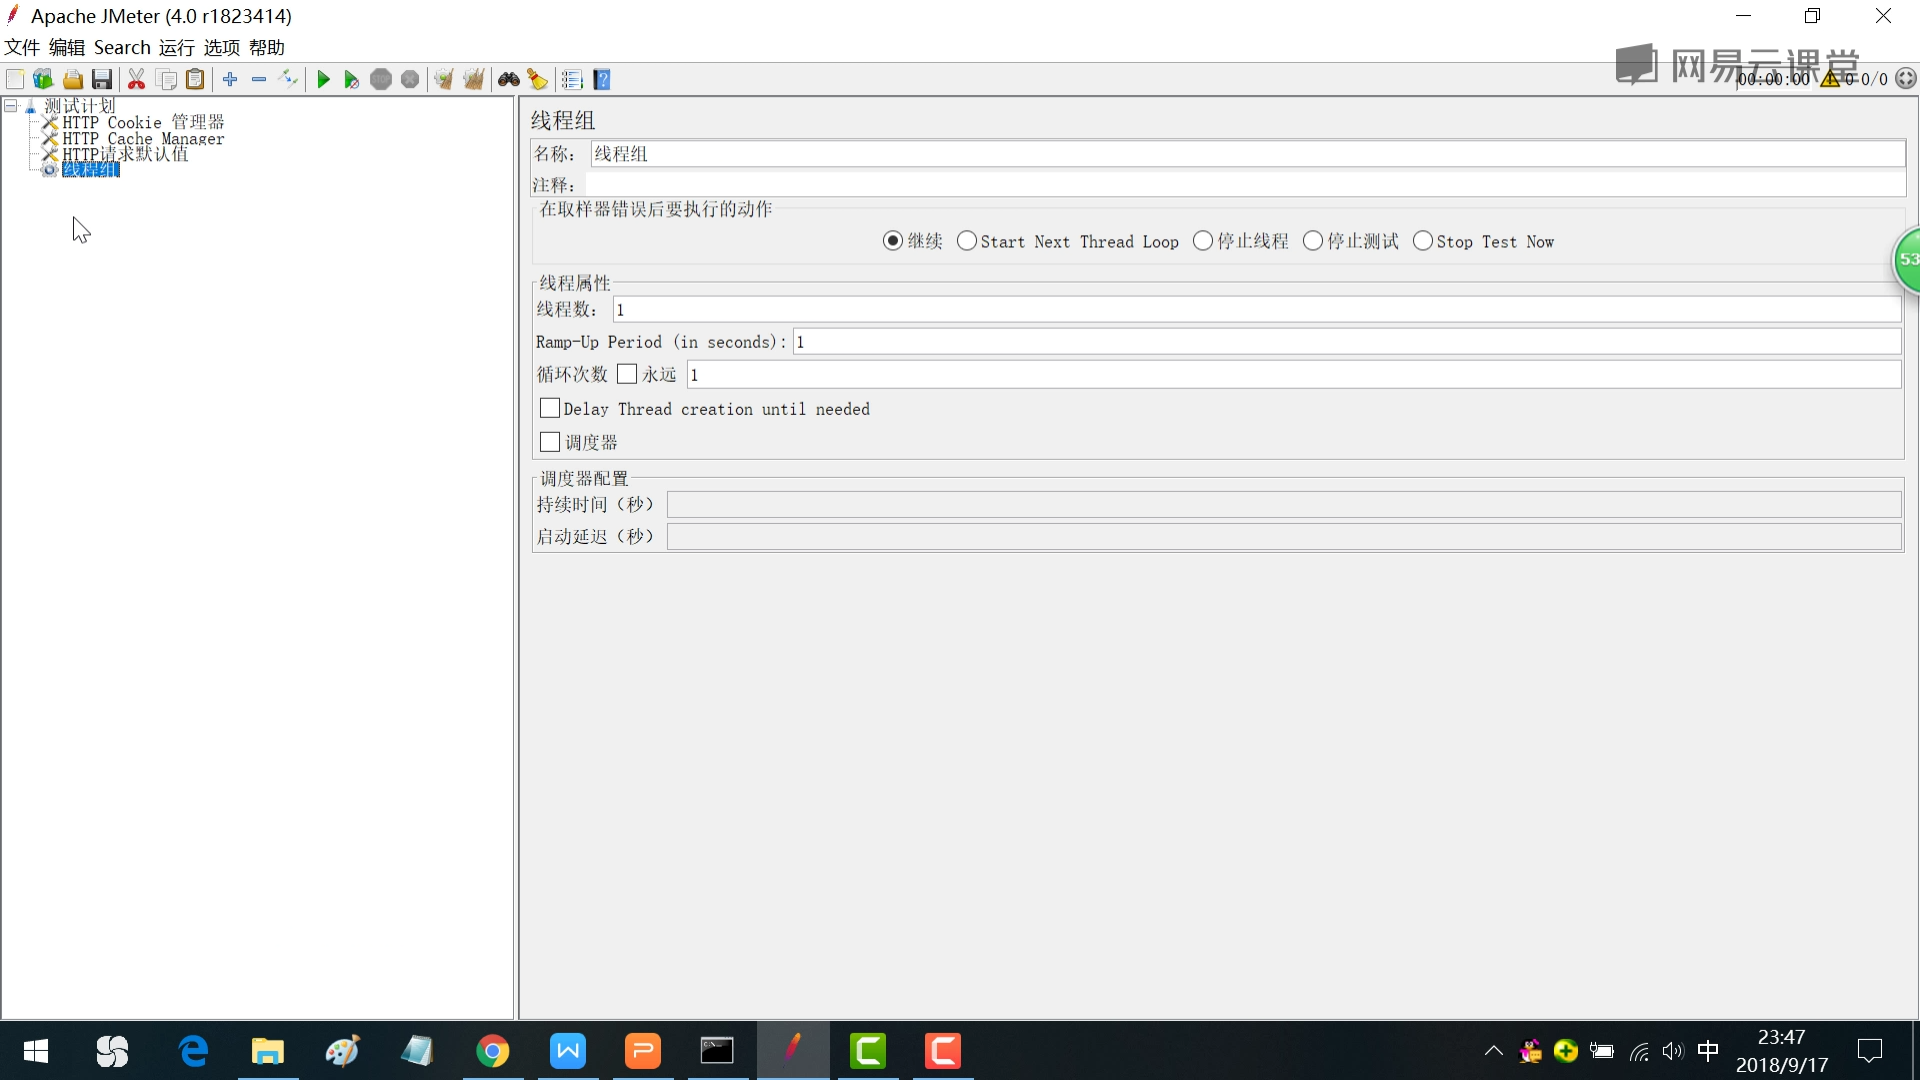 Apache JMeter (4.0 r1823414)
文件 编辑 Search 运行 选项 帮助
网易云课堂
00:00:00 0 0/0
测试计划
HTTP Cookie 管理器
HTTP Cache Manager
HTTP请求默认值
线程组
线程组
名称： 线程组
注释：
在取样器错误后要执行的动作
继续 Start Next Thread Loop 停止线程 停止测试 Stop Test Now
53
线程属性
线程数： 1
Ramp-Up Period (in seconds): 1
循环次数 永远 1
Delay Thread creation until needed
调度器
调度器配置
持续时间（秒）
启动延迟（秒）
中
23:47
2018/9/17